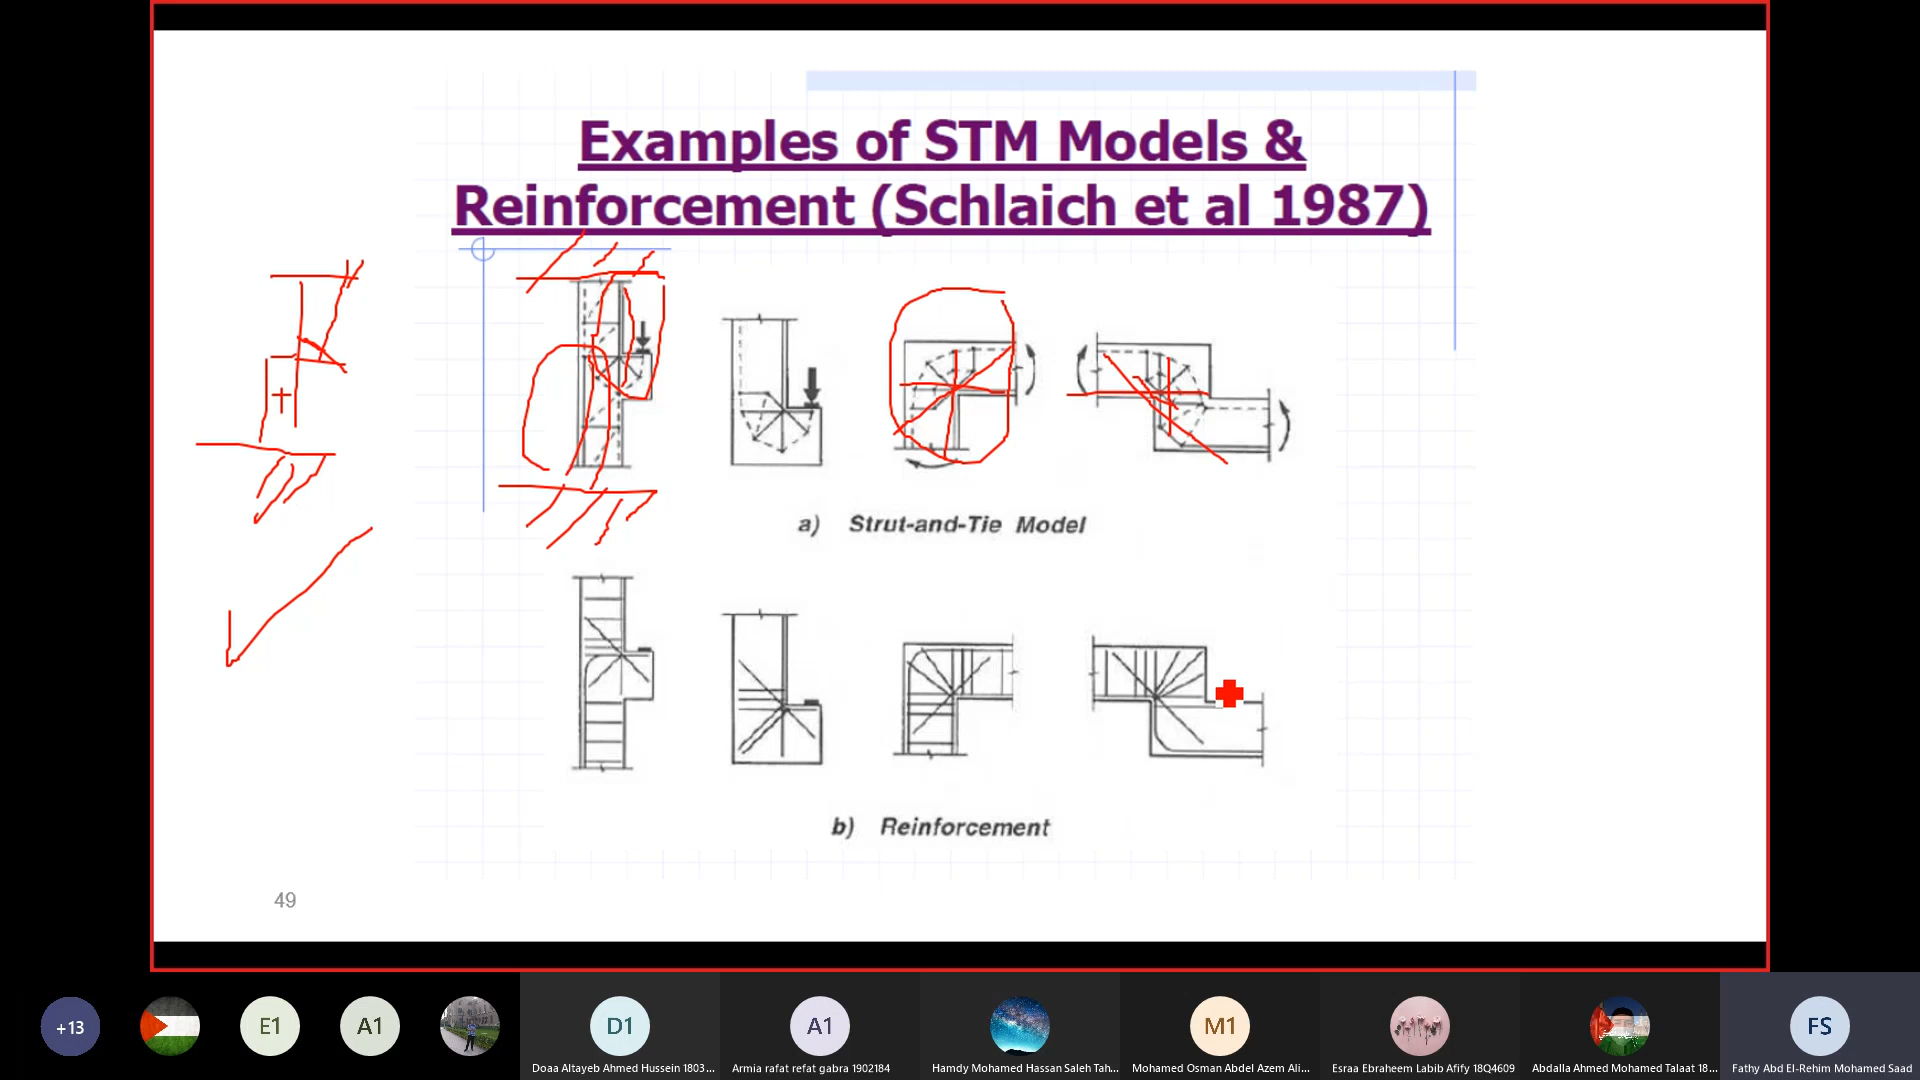 Examples of STM Models &
Reinforcement (Schlaich et al 1987)
a) Strut-and-Tie Model
b) Reinforcement
49
+13
E1
A1
D1
A1
M1
FS
Doaa Altayeb Ahmed Hussein 1803...
Armia rafat refat gabra 1902184
Hamdy Mohamed Hassan Saleh Tah...
Mohamed Osman Abdel Azem Ali...
Esraa Ebraheem Labib Afify 18Q4609
Abdalla Ahmed Mohamed Talaat 18...
Fathy Abd El-Rehim Mohamed Saad